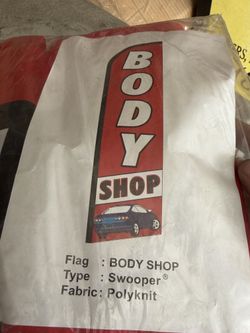 BODY
SHOP
Flag : BODY SHOP
Type : Swooper®
Fabric : Polyknit